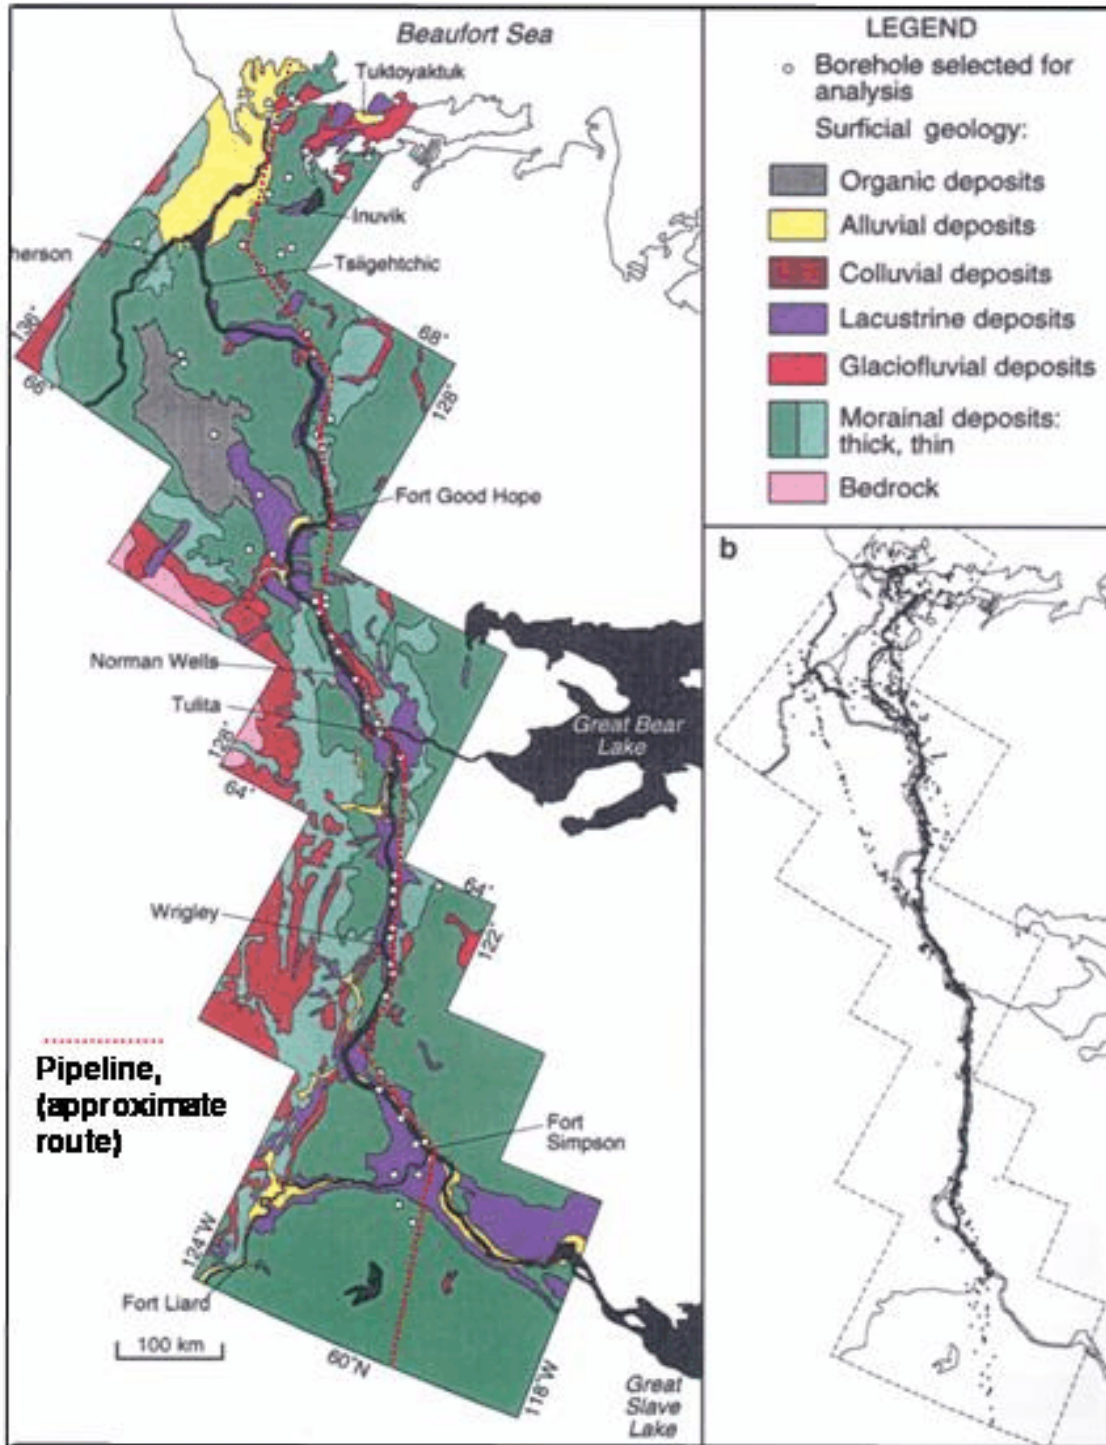 Beaufort Sea
Tuktoyaktuk
Inuvik
herson
Tsiigehtchic
136°
66°
68°
128°
Fort Good Hope
Norman Wells
Tulita
Great Bear
Lake
128°
64°
64°
122°
Wrigley
Pipeline,
(approximate
route)
Fort
Simpson
124°W
Fort Liard
100 km
60°N
118°W
Great
Slave
Lake
LEGEND
Borehole selected for
analysis
Surficial geology:
Organic deposits
Alluvial deposits
Colluvial deposits
Lacustrine deposits
Glaciofluvial deposits
Morainal deposits:
thick, thin
Bedrock
b